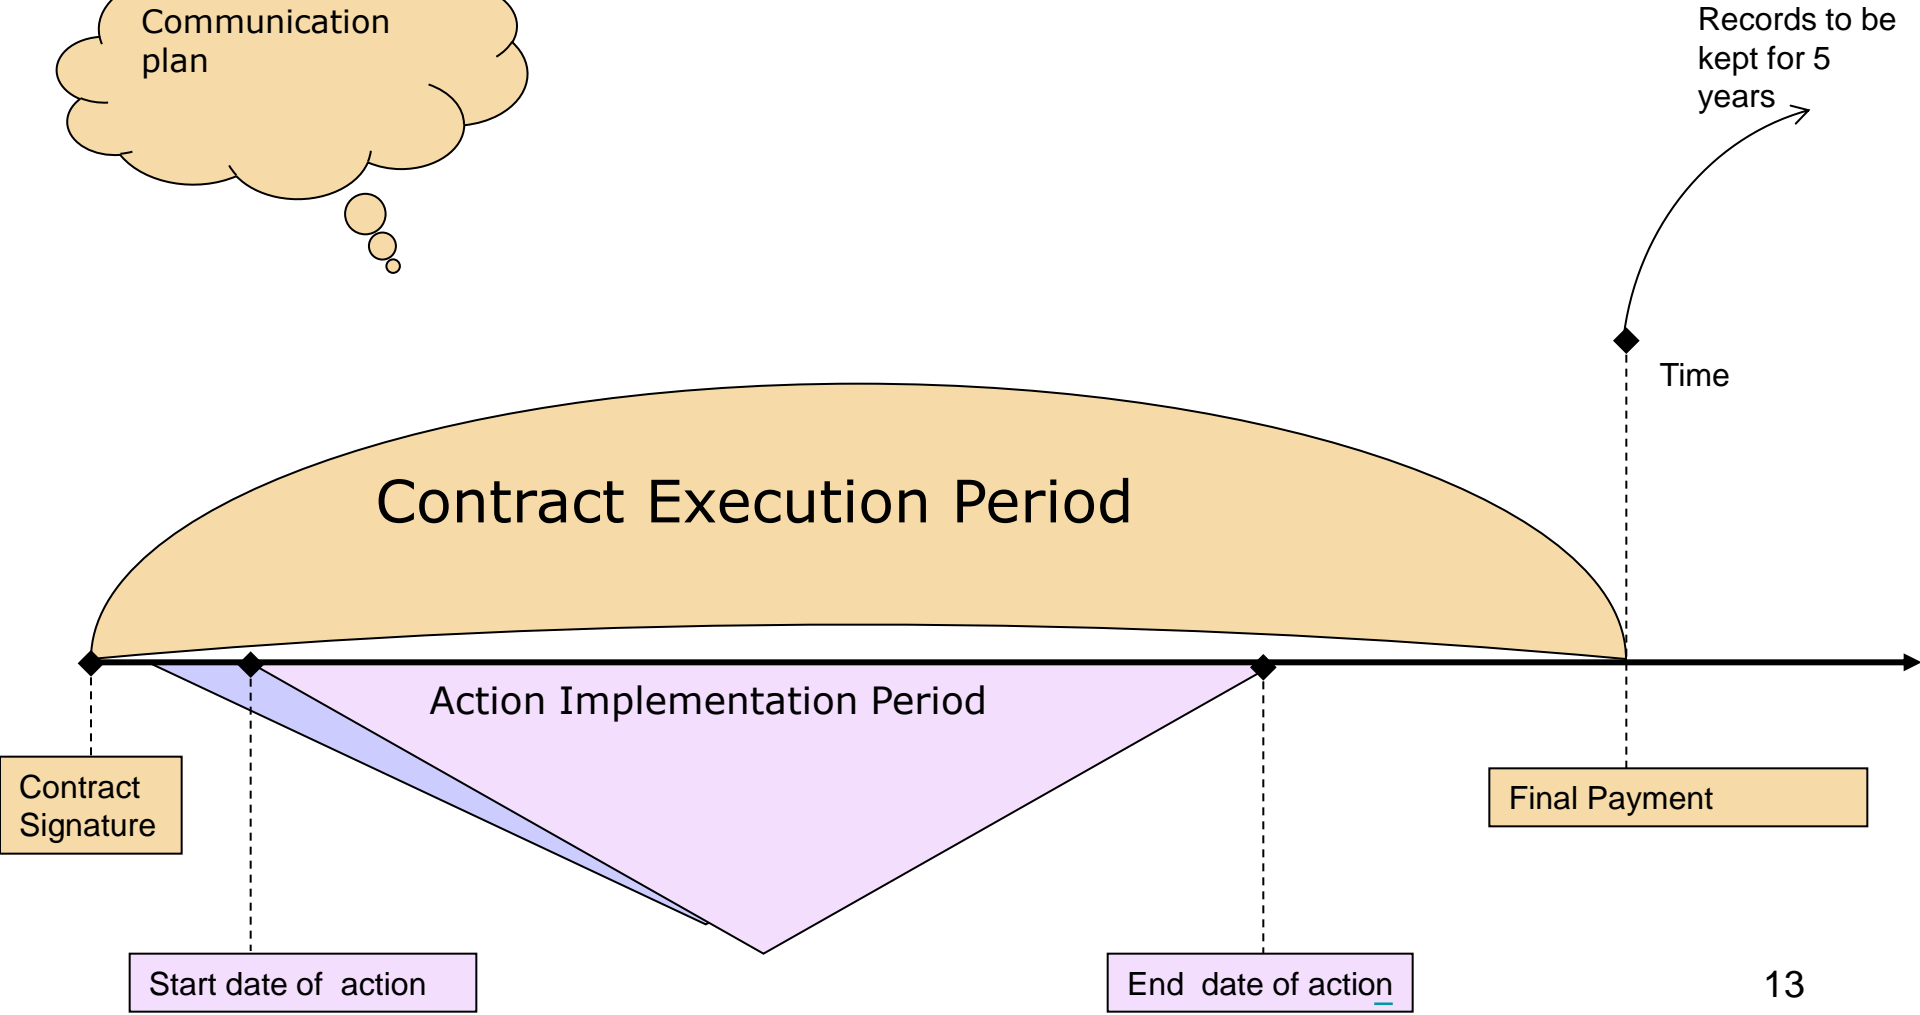 Communication
plan
Records to be
kept for 5
years
Time
Contract Execution Period
Action Implementation Period
Contract
Signature
Final Payment
Start date of  action
End  date of action
13